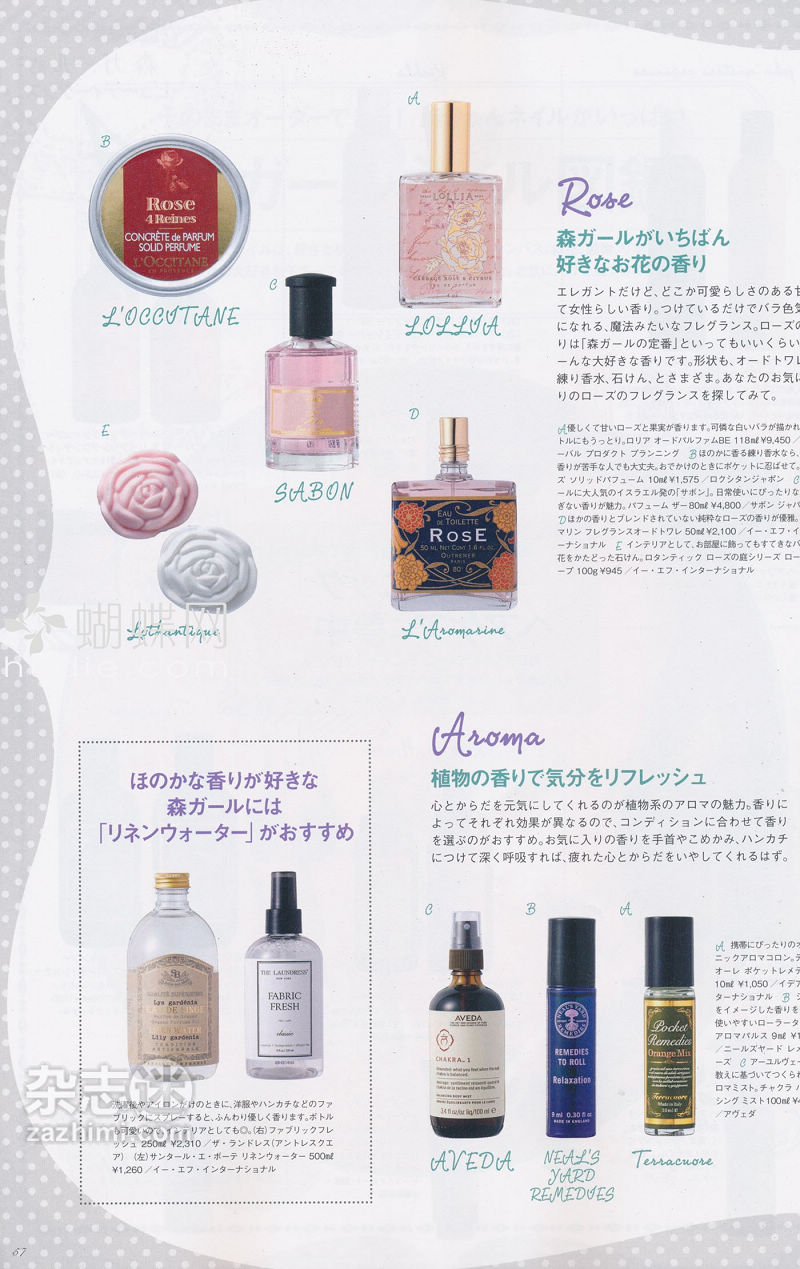 A
B
Rose
4 Reines
CONCRÈTE de PARFUM
SOLID PERFUME
L'OCCITANE
EN PROVENCE
L'OCCITANE
LOLLIA
LOLLIA
C
SABON
D
EAU
DE TOILETTE
ROSE
50 ML NET CONT 1.6 FL.OZ.
OUTREMER
PARIS
80°
L'Aromarine
E
Lothantique
Rose
森ガールがいちばん
好きなお花の香り
エレガントだけど、どこか可愛らしさのある甘
て女性らしい香り。つけているだけでバラ色気
になれる、魔法みたいなフレグランス。ローズの
りは「森ガールの定番」といってもいいくらい、
ーんな大好きな香りです。形状も、オードトワレ
練り香水、石けん、とさまざま。あなたのお気に
りのローズのフレグランスを探してみて。
A 優しくて甘いローズと果実が香ります。可憐な白いバラが描かれ
トルにもうっとり。ロリア オードパルファムBE 118㎖ ¥9,450／
ーバル プロダクト プランニング B ほのかに香る練り香水なら、
香りが苦手な人でも大丈夫。おでかけのときにポケットに忍ばせて。
ズ ソリッドパフューム 10㎖ ¥1,575／ロクシタンジャポン C
ールに大人気のイスラエル発の「サボン」。日常使いにぴったりな
ぎない香りが魅力。パフューム ザー80㎖ ¥4,800／サボン ジャパ
D ほかの香りとブレンドされていない純粋なローズの香りが優雅。
マリン フレグランスオードトワレ 50㎖ ¥2,100／イー・エフ・イ
ーナショナル E インテリアとして、お部屋に飾ってもすてきなバ
花をかたどった石けん。ロタンティック ローズの庭シリーズ ロー
ープ 100g ¥945／イー・エフ・インターナショナル
蝴蝶网
Aroma
植物の香りで気分をリフレッシュ
心とからだを元気にしてくれるのが植物系のアロマの魅力。香りに
よってそれぞれ効果が異なるので、コンディションに合わせて香り
を選ぶのがおすすめ。お気に入りの香りを手首やこめかみ、ハンカチ
につけて深く呼吸すれば、疲れた心とからだをいやしてくれるはず。
ほのかな香りが好きな
森ガールには
「リネンウォーター」がおすすめ
Lys gardénia
Lily gardenia
THE LAUNDRESS
NEW YORK
FABRIC
FRESH
classic
洗濯後やアイロンがけのときに、洋服やハンカチなどのファ
ブリックにスプレーすると、ふんわり優しく香ります。ボトル
も可愛いので、インテリアとしても◎。(右)ファブリックフレ
ッシュ 250㎖ ¥2,310／ザ・ランドレス(アントレスクエ
ア) (左)サンタール・エ・ボーテ リネンウォーター 500㎖
¥1,260／イー・エフ・インターナショナル
杂志迷
zazhimi.com
C
AVEDA
CHAKRA. 1
3.4 fl oz/oz liq/100 ml
AVEDA
B
NEAL'S YARD
REMEDIES
REMEDIES
TO ROLL
Relaxation
9 ml 0.30 fl oz
MADE IN ENGLAND
NEAL'S
YARD
REMEDIES
A
Pocket
Remedies
Orange Mix
Terracuore
Made in Italy
10 ml
Terracuore
A 携帯にぴったりのオ
ニックアロマコロン。テ
オーレ ポケットレメデ
10㎖ ¥1,050／イデア
ターナショナル B シ
をイメージした香りを
使いやすいローラータ
アロマパルス 9㎖ ¥1
／ニールズヤード レメ
ーズ C アーユルヴェー
教えに基づいてつくられ
ロマミスト。チャクラ バ
シング ミスト100㎖ ¥4
／アヴェダ
67